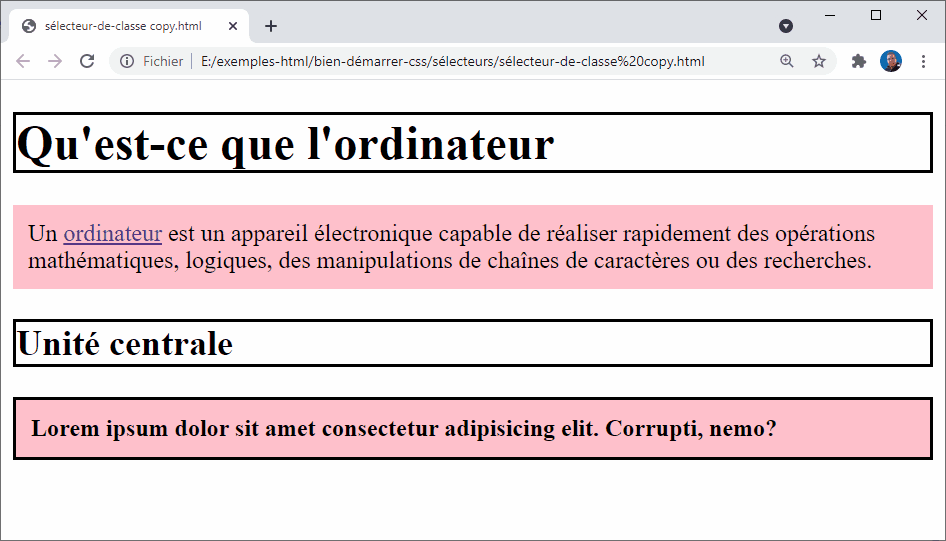 sélecteur-de-classe copy.html
Fichier E:/exemples-html/bien-démarrer-css/sélecteurs/sélecteur-de-classe%20copy.html
Qu'est-ce que l'ordinateur
Un ordinateur est un appareil électronique capable de réaliser rapidement des opérations
mathématiques, logiques, des manipulations de chaînes de caractères ou des recherches.
Unité centrale
Lorem ipsum dolor sit amet consectetur adipisicing elit. Corrupti, nemo?